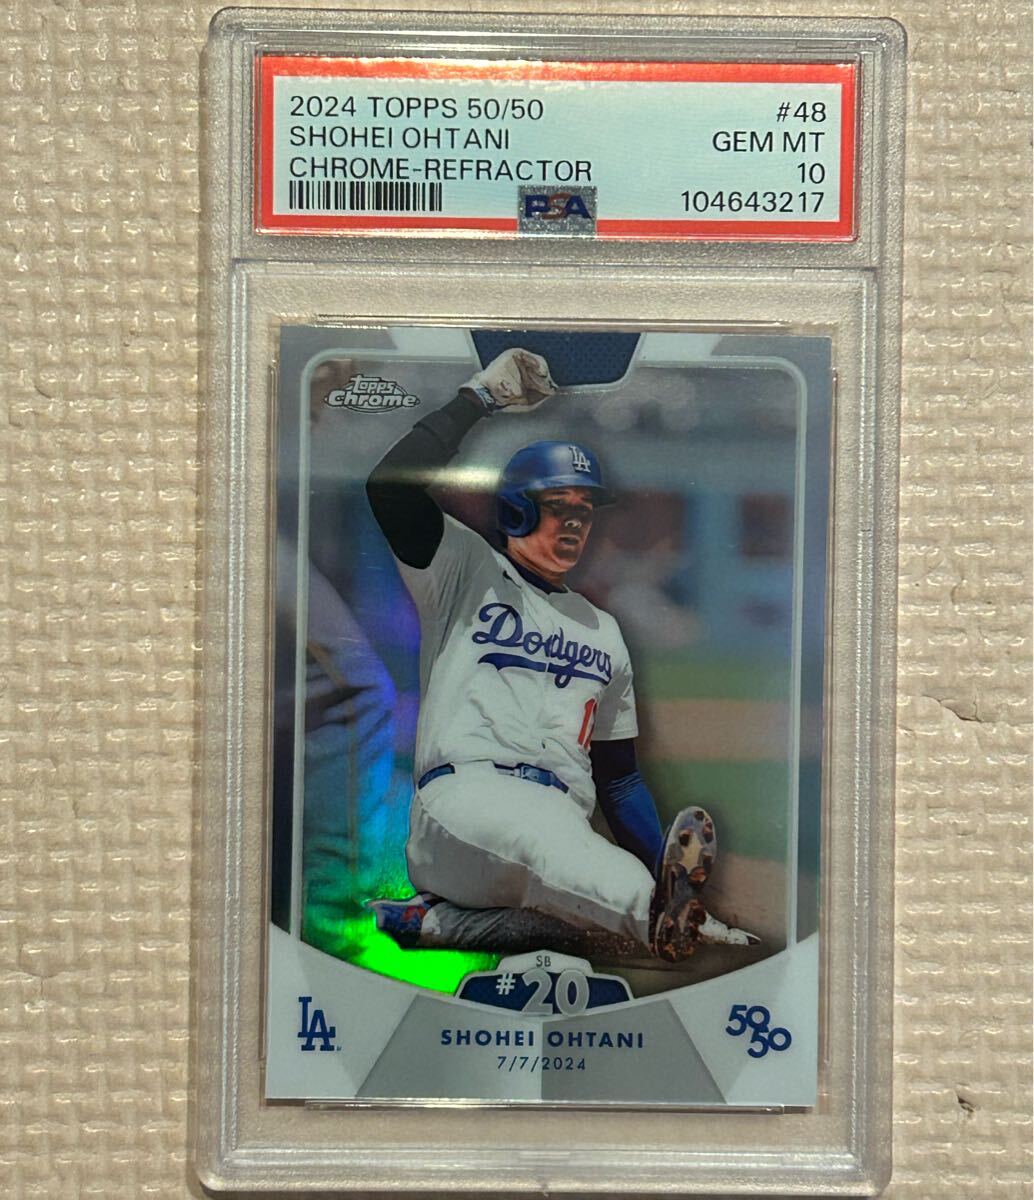 2024 TOPPS 50/50 #48
SHOHEI OHTANI GEM MT
CHROME-REFRACTOR 10
PSA 104643217
Topps
Chrome
LA
Dodgers
1
SB
#20
LA 50/50
SHOHEI OHTANI
7/7/2024